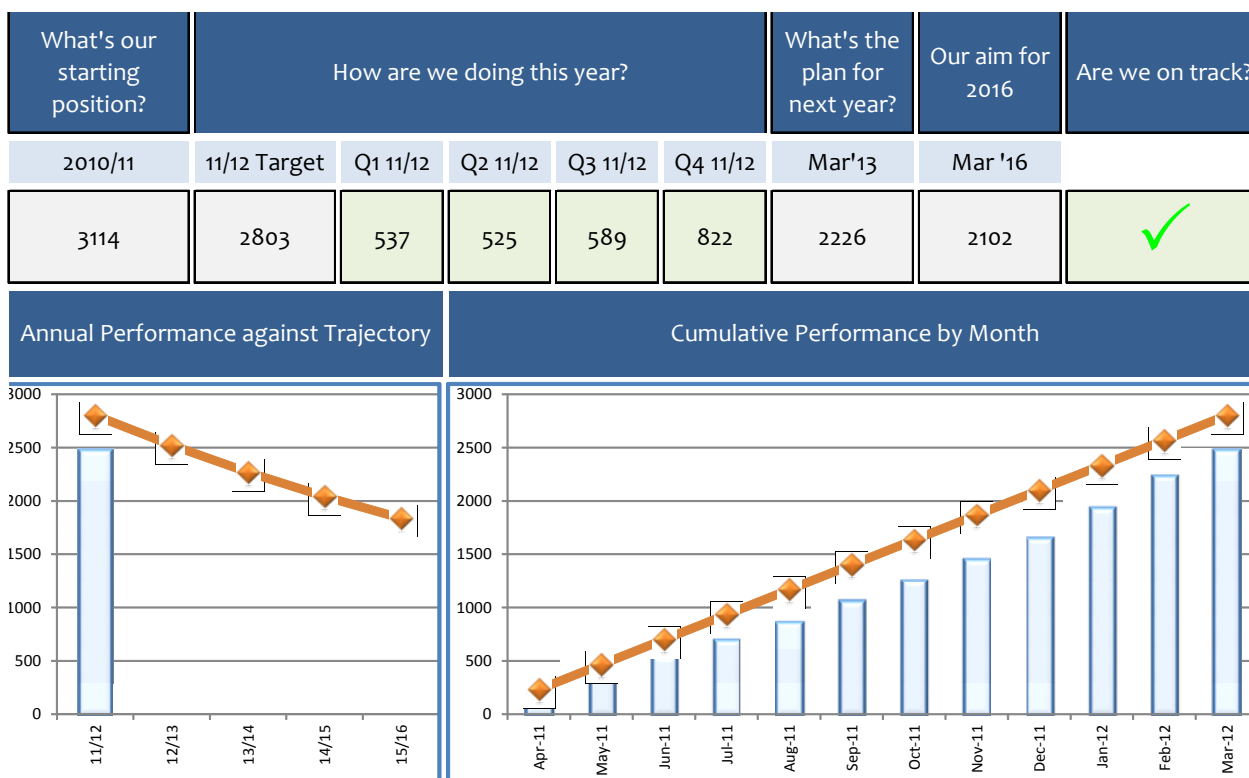 What's our starting position?
How are we doing this year?
What's the plan for next year?
Our aim for 2016
Are we on track?
2010/11
11/12 Target
Q1 11/12
Q2 11/12
Q3 11/12
Q4 11/12
Mar'13
Mar '16
3114
2803
537
525
589
822
2226
2102
Annual Performance against Trajectory
Cumulative Performance by Month
3000
2500
2000
1500
1000
500
0
11/12
12/13
13/14
14/15
15/16
3000
2500
2000
1500
1000
500
0
Apr-11
May-11
Jun-11
Jul-11
Aug-11
Sep-11
Oct-11
Nov-11
Dec-11
Jan-12
Feb-12
Mar-12